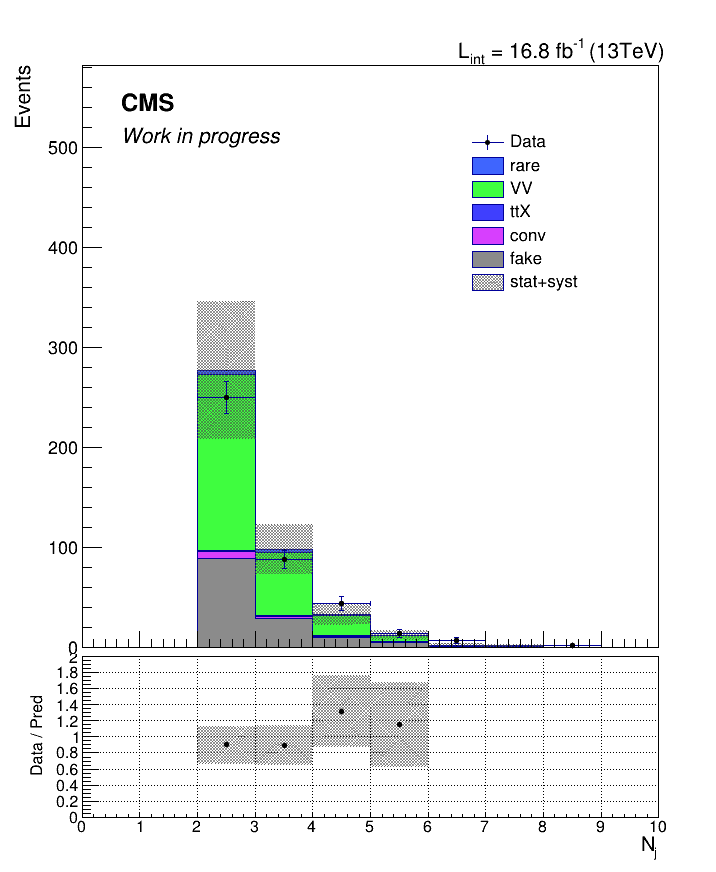 L_int = 16.8 fb^-1 (13TeV)
Events
CMS
Work in progress
Data
rare
VV
ttX
conv
fake
stat+syst
500
400
300
200
100
0
Data / Pred
2
1.8
1.6
1.4
1.2
1
0.8
0.6
0.4
0.2
0
0 1 2 3 4 5 6 7 8 9 10
N_j